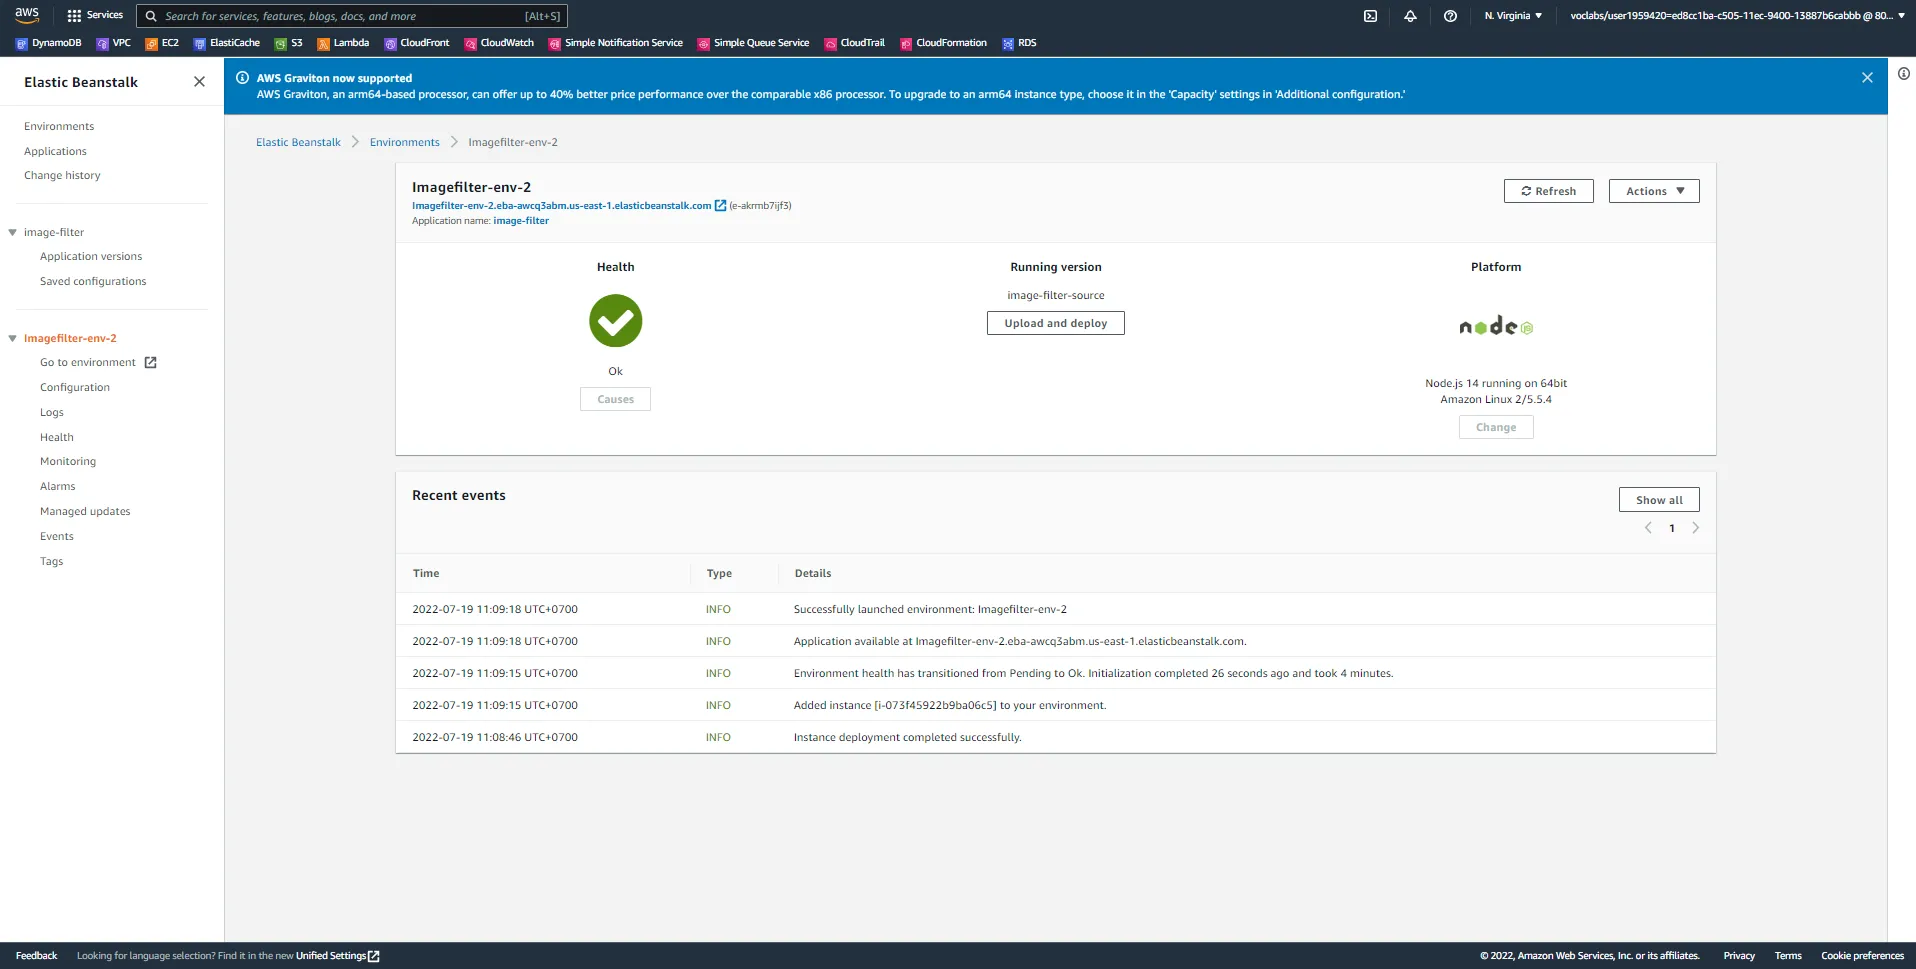 aws
Services
Search for services, features, blogs, docs, and more
[Alt+S]
N. Virginia ▼
voclabs/user1959420=ed8cc1ba-c505-11ec-9400-13887b6cabbb @ 80... ▼
DynamoDB VPC EC2 ElastiCache S3 Lambda CloudFront CloudWatch Simple Notification Service Simple Queue Service CloudTrail CloudFormation RDS
Elastic Beanstalk
Environments
Applications
Change history
image-filter
Application versions
Saved configurations
Imagefilter-env-2
Go to environment
Configuration
Logs
Health
Monitoring
Alarms
Managed updates
Events
Tags
AWS Graviton now supported
AWS Graviton, an arm64-based processor, can offer up to 40% better price performance over the comparable x86 processor. To upgrade to an arm64 instance type, choose it in the 'Capacity' settings in 'Additional configuration.'
Elastic Beanstalk > Environments > Imagefilter-env-2
Imagefilter-env-2
Imagefilter-env-2.eba-awcq3abm.us-east-1.elasticbeanstalk.com (e-akrmb7ijf3)
Application name: image-filter
Refresh
Actions ▼
Health
Ok
Causes
Running version
image-filter-source
Upload and deploy
Platform
node JS
Node.js 14 running on 64bit
Amazon Linux 2/5.5.4
Change
Recent events
Show all
< 1 >
Time Type Details
2022-07-19 11:09:18 UTC+0700 INFO Successfully launched environment: Imagefilter-env-2
2022-07-19 11:09:18 UTC+0700 INFO Application available at Imagefilter-env-2.eba-awcq3abm.us-east-1.elasticbeanstalk.com.
2022-07-19 11:09:15 UTC+0700 INFO Environment health has transitioned from Pending to Ok. Initialization completed 26 seconds ago and took 4 minutes.
2022-07-19 11:09:15 UTC+0700 INFO Added instance [i-073f45922b9ba06c5] to your environment.
2022-07-19 11:08:46 UTC+0700 INFO Instance deployment completed successfully.
Feedback
Looking for language selection? Find it in the new Unified Settings
© 2022, Amazon Web Services, Inc. or its affiliates.
Privacy
Terms
Cookie preferences